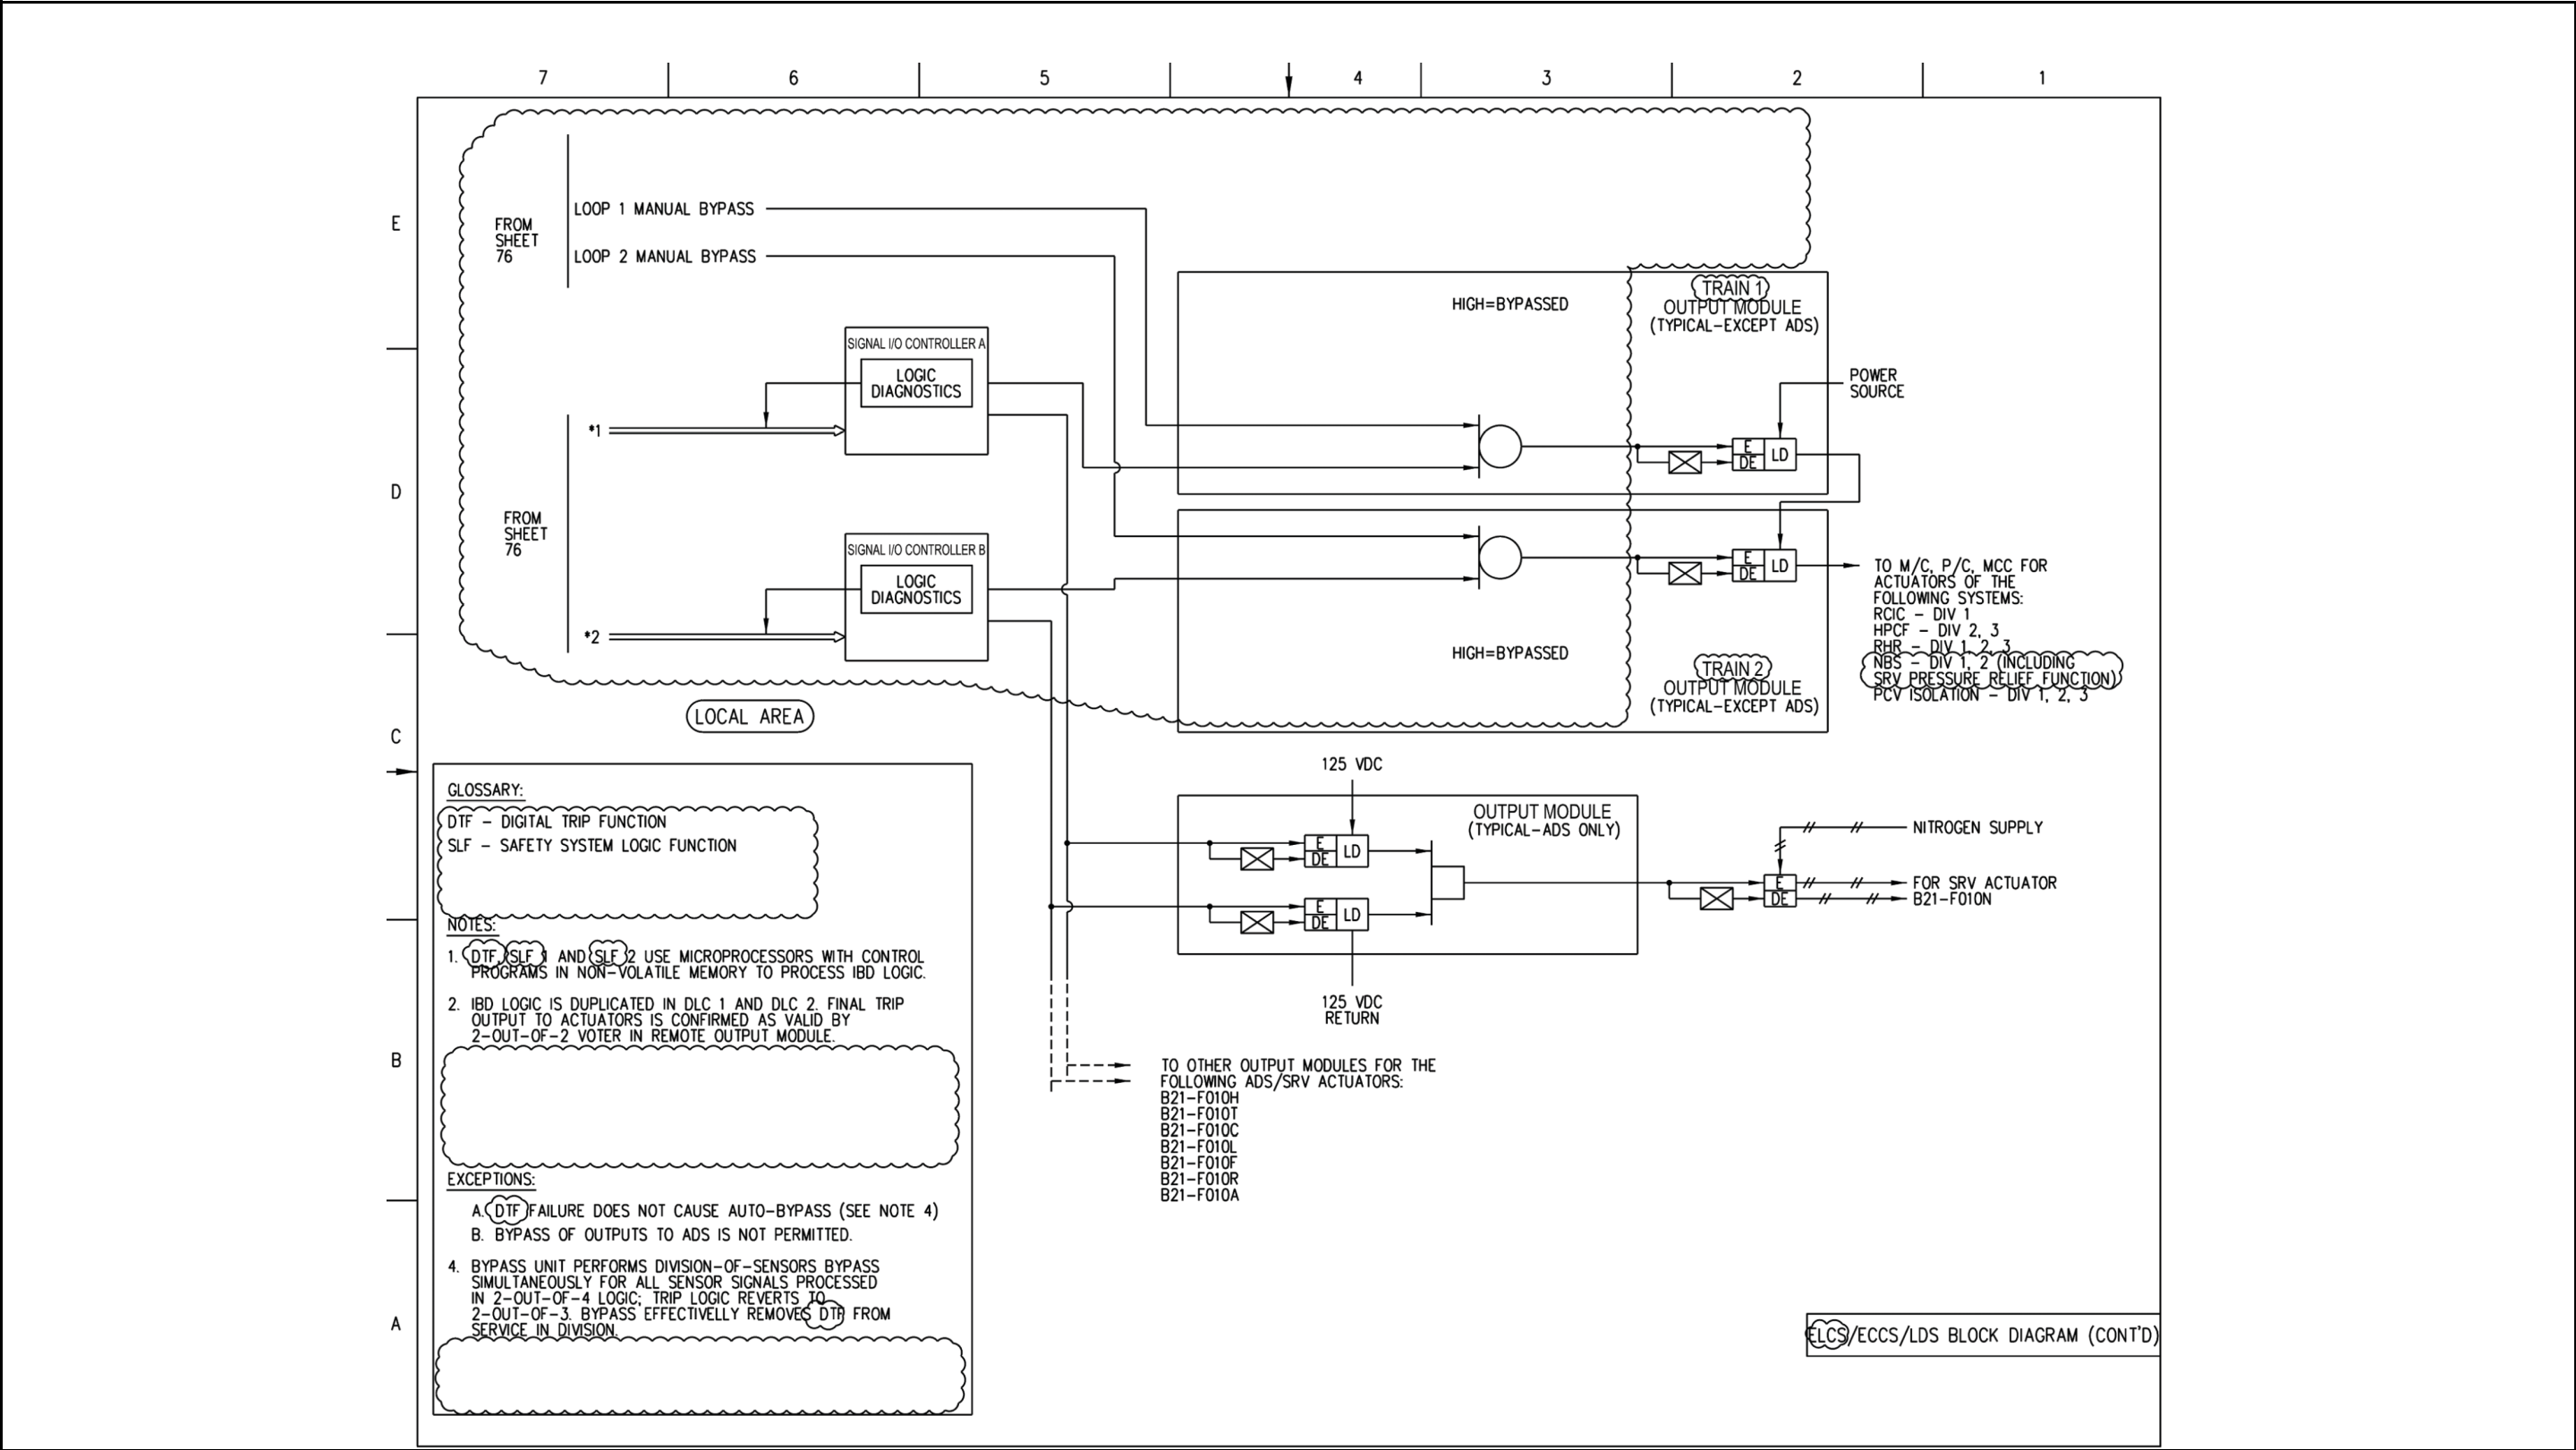 7 6 5 4 3 2 1
E
D
C
B
A
FROM
SHEET
76
LOOP 1 MANUAL BYPASS
LOOP 2 MANUAL BYPASS
FROM
SHEET
76
*1
*2
SIGNAL I/O CONTROLLER A
LOGIC
DIAGNOSTICS
SIGNAL I/O CONTROLLER B
LOGIC
DIAGNOSTICS
LOCAL AREA
HIGH=BYPASSED
TRAIN 1
OUTPUT MODULE
(TYPICAL-EXCEPT ADS)
POWER
SOURCE
E
DE
LD
E
DE
LD
HIGH=BYPASSED
TRAIN 2
OUTPUT MODULE
(TYPICAL-EXCEPT ADS)
TO M/C, P/C, MCC FOR
ACTUATORS OF THE
FOLLOWING SYSTEMS:
RCIC - DIV 1
HPCF - DIV 2, 3
RHR - DIV 1, 2, 3
NBS - DIV 1, 2 (INCLUDING
SRV PRESSURE RELIEF FUNCTION)
PCV ISOLATION - DIV 1, 2, 3
125 VDC
OUTPUT MODULE
(TYPICAL-ADS ONLY)
E
DE
LD
E
DE
LD
125 VDC
RETURN
NITROGEN SUPPLY
E
DE
FOR SRV ACTUATOR
B21-F010N
TO OTHER OUTPUT MODULES FOR THE
FOLLOWING ADS/SRV ACTUATORS:
B21-F010H
B21-F010T
B21-F010C
B21-F010L
B21-F010F
B21-F010R
B21-F010A
GLOSSARY:
DTF - DIGITAL TRIP FUNCTION
SLF - SAFETY SYSTEM LOGIC FUNCTION
NOTES:
1. DTF, SLF 1 AND SLF 2 USE MICROPROCESSORS WITH CONTROL
PROGRAMS IN NON-VOLATILE MEMORY TO PROCESS IBD LOGIC.
2. IBD LOGIC IS DUPLICATED IN DLC 1 AND DLC 2. FINAL TRIP
OUTPUT TO ACTUATORS IS CONFIRMED AS VALID BY
2-OUT-OF-2 VOTER IN REMOTE OUTPUT MODULE.
EXCEPTIONS:
A. DTF FAILURE DOES NOT CAUSE AUTO-BYPASS (SEE NOTE 4)
B. BYPASS OF OUTPUTS TO ADS IS NOT PERMITTED.
4. BYPASS UNIT PERFORMS DIVISION-OF-SENSORS BYPASS
SIMULTANEOUSLY FOR ALL SENSOR SIGNALS PROCESSED
IN 2-OUT-OF-4 LOGIC; TRIP LOGIC REVERTS TO
2-OUT-OF-3. BYPASS EFFECTIVELLY REMOVES DTF FROM
SERVICE IN DIVISION.
ELCS/ECCS/LDS BLOCK DIAGRAM (CONT'D)